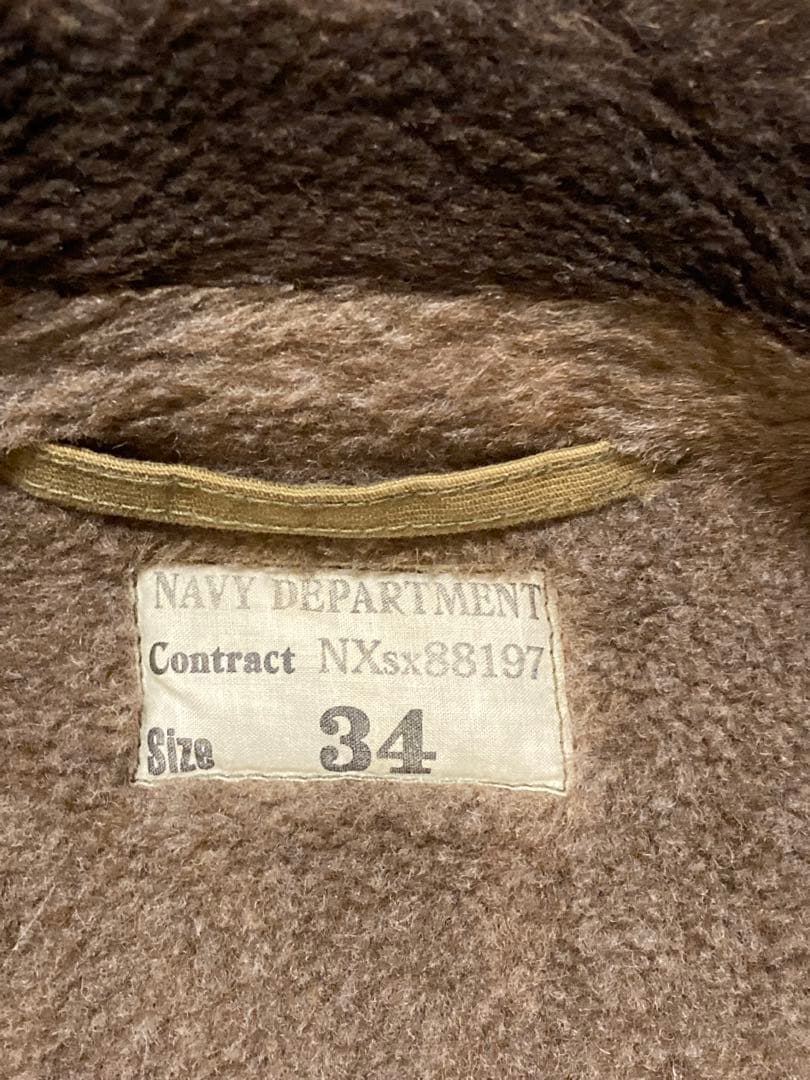 NAVY DEPARTMENT
Contract NXsx88197
Size 34